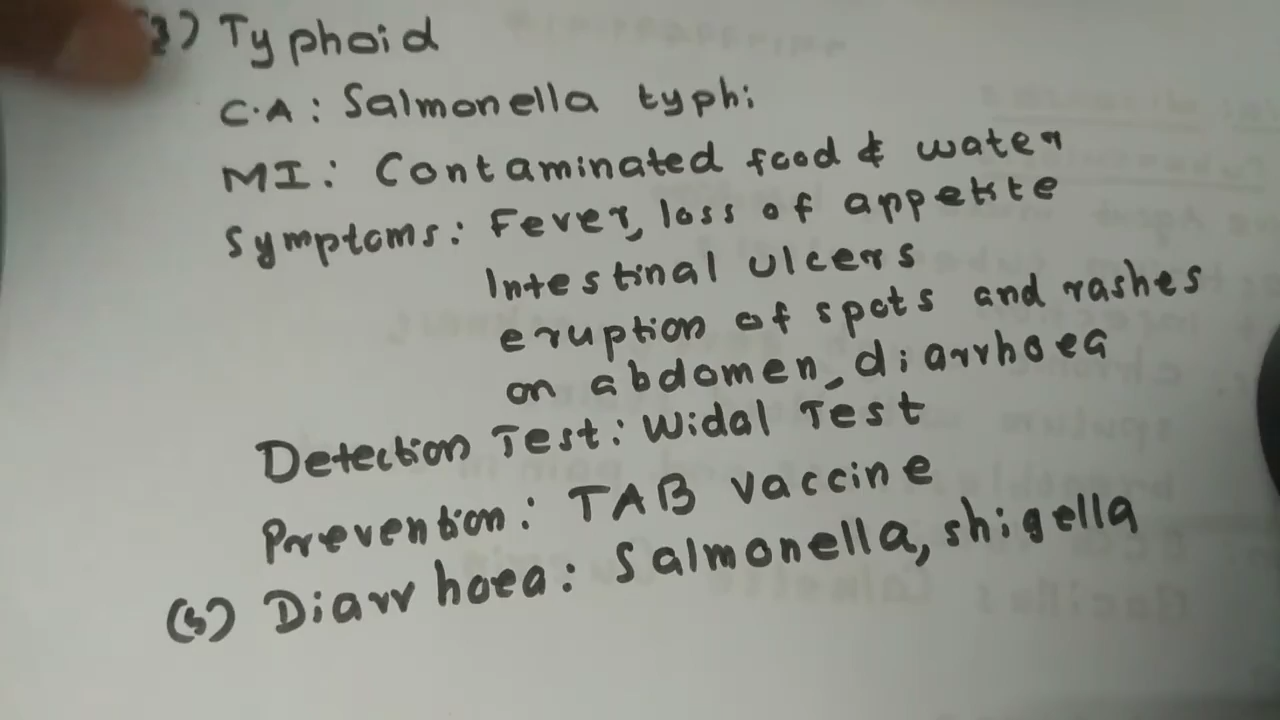 3) Typhoid
C.A: Salmonella typhi
MI: Contaminated food & water
Symptoms: Fever, loss of appetite
Intestinal ulcers
eruption of spots and rashes
on abdomen, diarrhoea
Detection Test: Widal Test
Prevention: TAB vaccine
(5) Diarrhoea: Salmonella, shigella